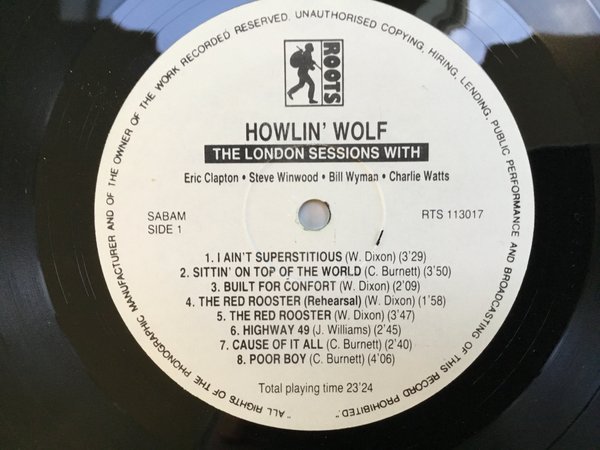 "ALL RIGHTS OF THE PHONOGRAPHIC MANUFACTURER AND OF THE OWNER OF THE WORK RECORDED RESERVED. UNAUTHORISED COPYING, HIRING, LENDING, PUBLIC PERFORMANCE AND BROADCASTING OF THIS RECORD PROHIBITED"
ROOTS
HOWLIN' WOLF
THE LONDON SESSIONS WITH
Eric Clapton • Steve Winwood • Bill Wyman • Charlie Watts
SABAM
SIDE 1
RTS 113017
1. I AIN'T SUPERSTITIOUS (W. Dixon) (3'29)
2. SITTIN' ON TOP OF THE WORLD (C. Burnett) (3'50)
3. BUILT FOR CONFORT (W. Dixon) (2'09)
4. THE RED ROOSTER (Rehearsal) (W. Dixon) (1'58)
5. THE RED ROOSTER (W. Dixon) (3'47)
6. HIGHWAY 49 (J. Williams) (2'45)
7. CAUSE OF IT ALL (C. Burnett) (2'40)
8. POOR BOY (C. Burnett) (4'06)
Total playing time 23'24